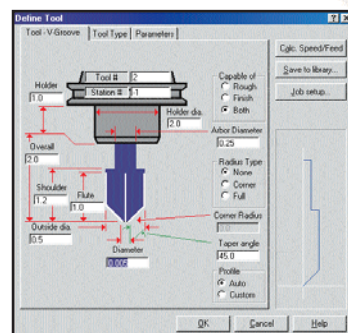 Define Tool
Tool - V-Groove
Tool Type
Parameters
Calc. Speed/Feed
Save to library...
Job setup...
Tool # 2
Station # -1
Holder
1.0
Holder dia.
2.0
Capable of
Rough
Finish
Both
Overall
2.0
Arbor Diameter
0.25
Shoulder
1.2
Flute
1.0
Radius Type
None
Corner
Full
Outside dia.
0.5
Corner Radius
0.0
Diameter
0.005
Taper angle
45.0
Profile
Auto
Custom
OK
Cancel
Help